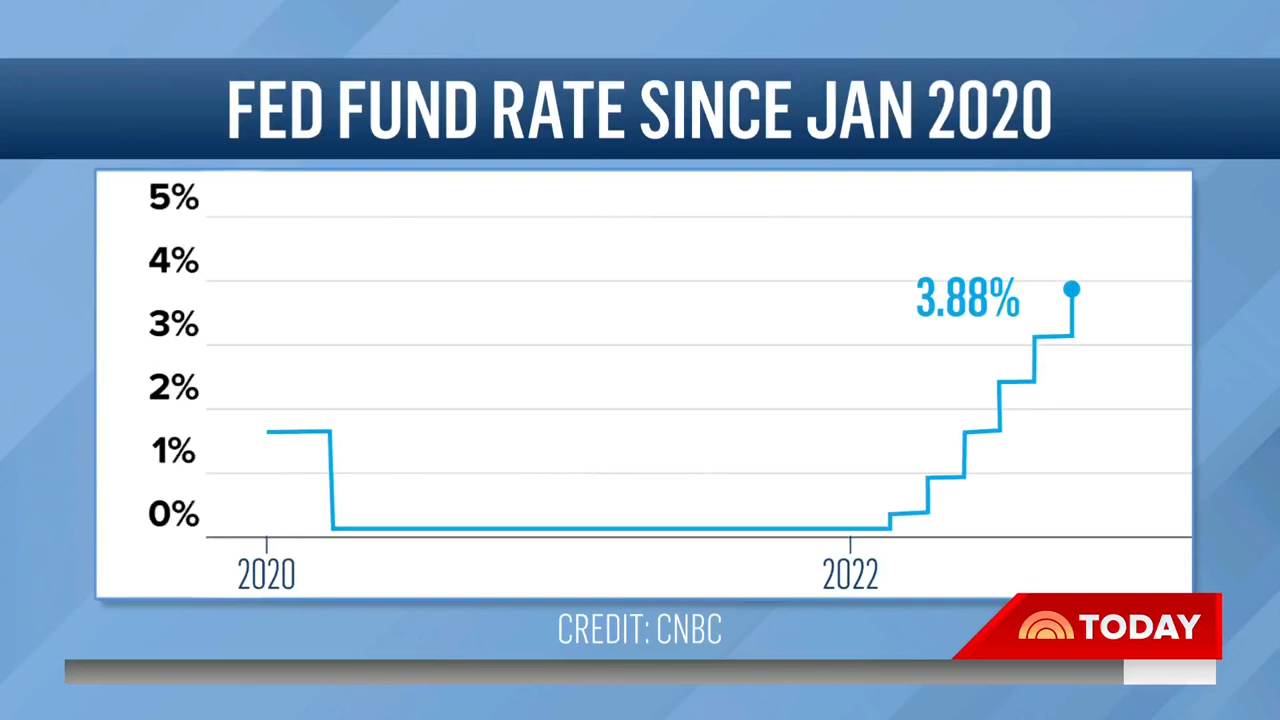 FED FUND RATE SINCE JAN 2020
5%
4%
3.88%
3%
2%
1%
0%
2020 2022
CREDIT: CNBC
TODAY